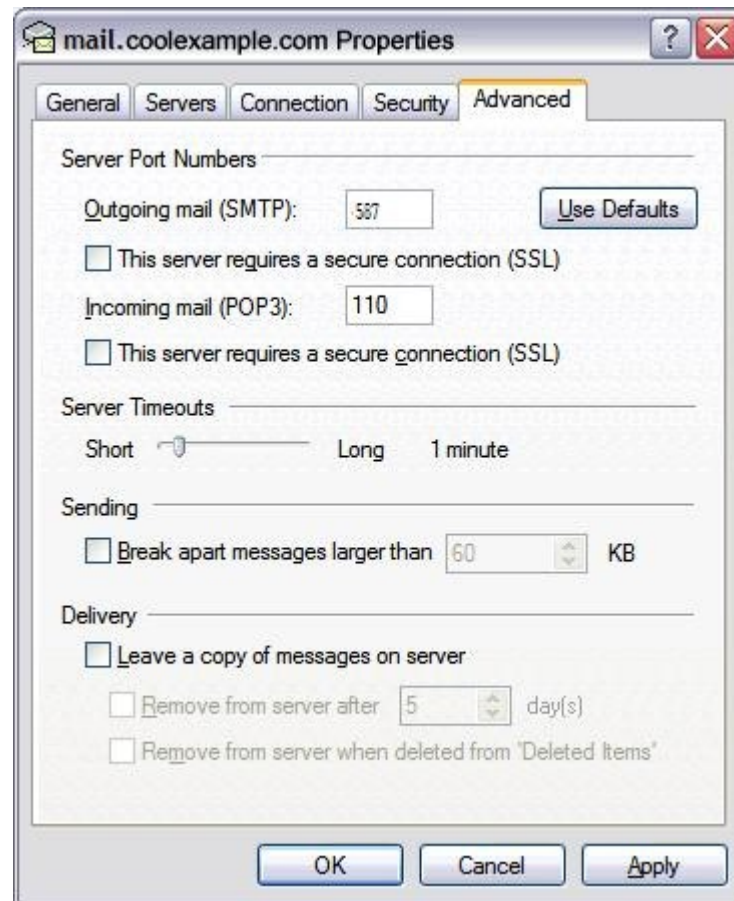 mail.coolexample.com Properties
General Servers Connection Security Advanced
Server Port Numbers
Outgoing mail (SMTP): 587 Use Defaults
This server requires a secure connection (SSL)
Incoming mail (POP3): 110
This server requires a secure connection (SSL)
Server Timeouts
Short Long 1 minute
Sending
Break apart messages larger than 60 KB
Delivery
Leave a copy of messages on server
Remove from server after 5 day(s)
Remove from server when deleted from 'Deleted Items'
OK Cancel Apply